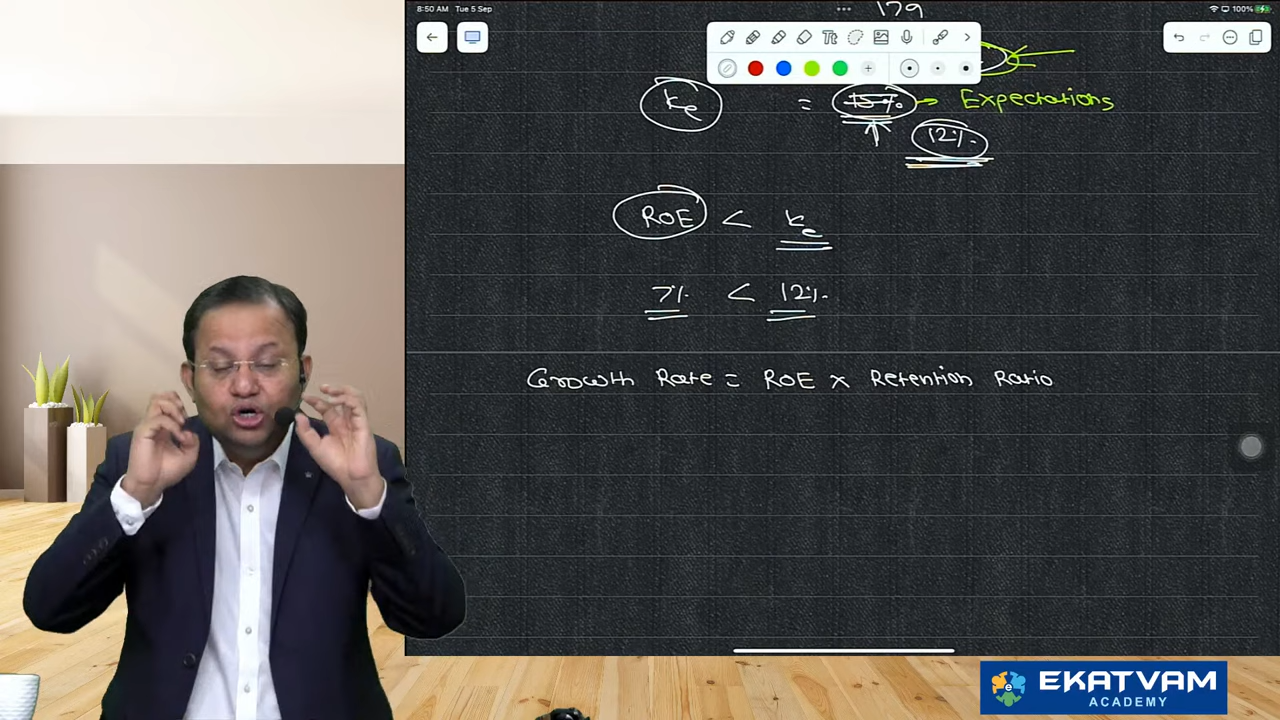 8:50 AM Tue 5 Sep
100%
179
Tt
ke = 15%. → Expectations
12%.
ROE < ke
7%. < 12%.
Growth Rate = ROE × Retention Ratio
EKATVAM
ACADEMY